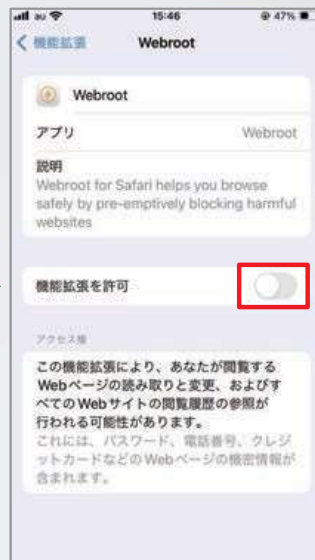 au 15:46 47%
機能拡張 Webroot
Webroot
アプリ Webroot
説明
Webroot for Safari helps you browse
safely by pre-emptively blocking harmful
websites
機能拡張を許可
アクセス権
この機能拡張により、あなたが閲覧する
Webページの読み取りと変更、およびす
べてのWebサイトの閲覧履歴の参照が
行われる可能性があります。
これには、パスワード、電話番号、クレジ
ットカードなどのWebページの機密情報が
含まれます。